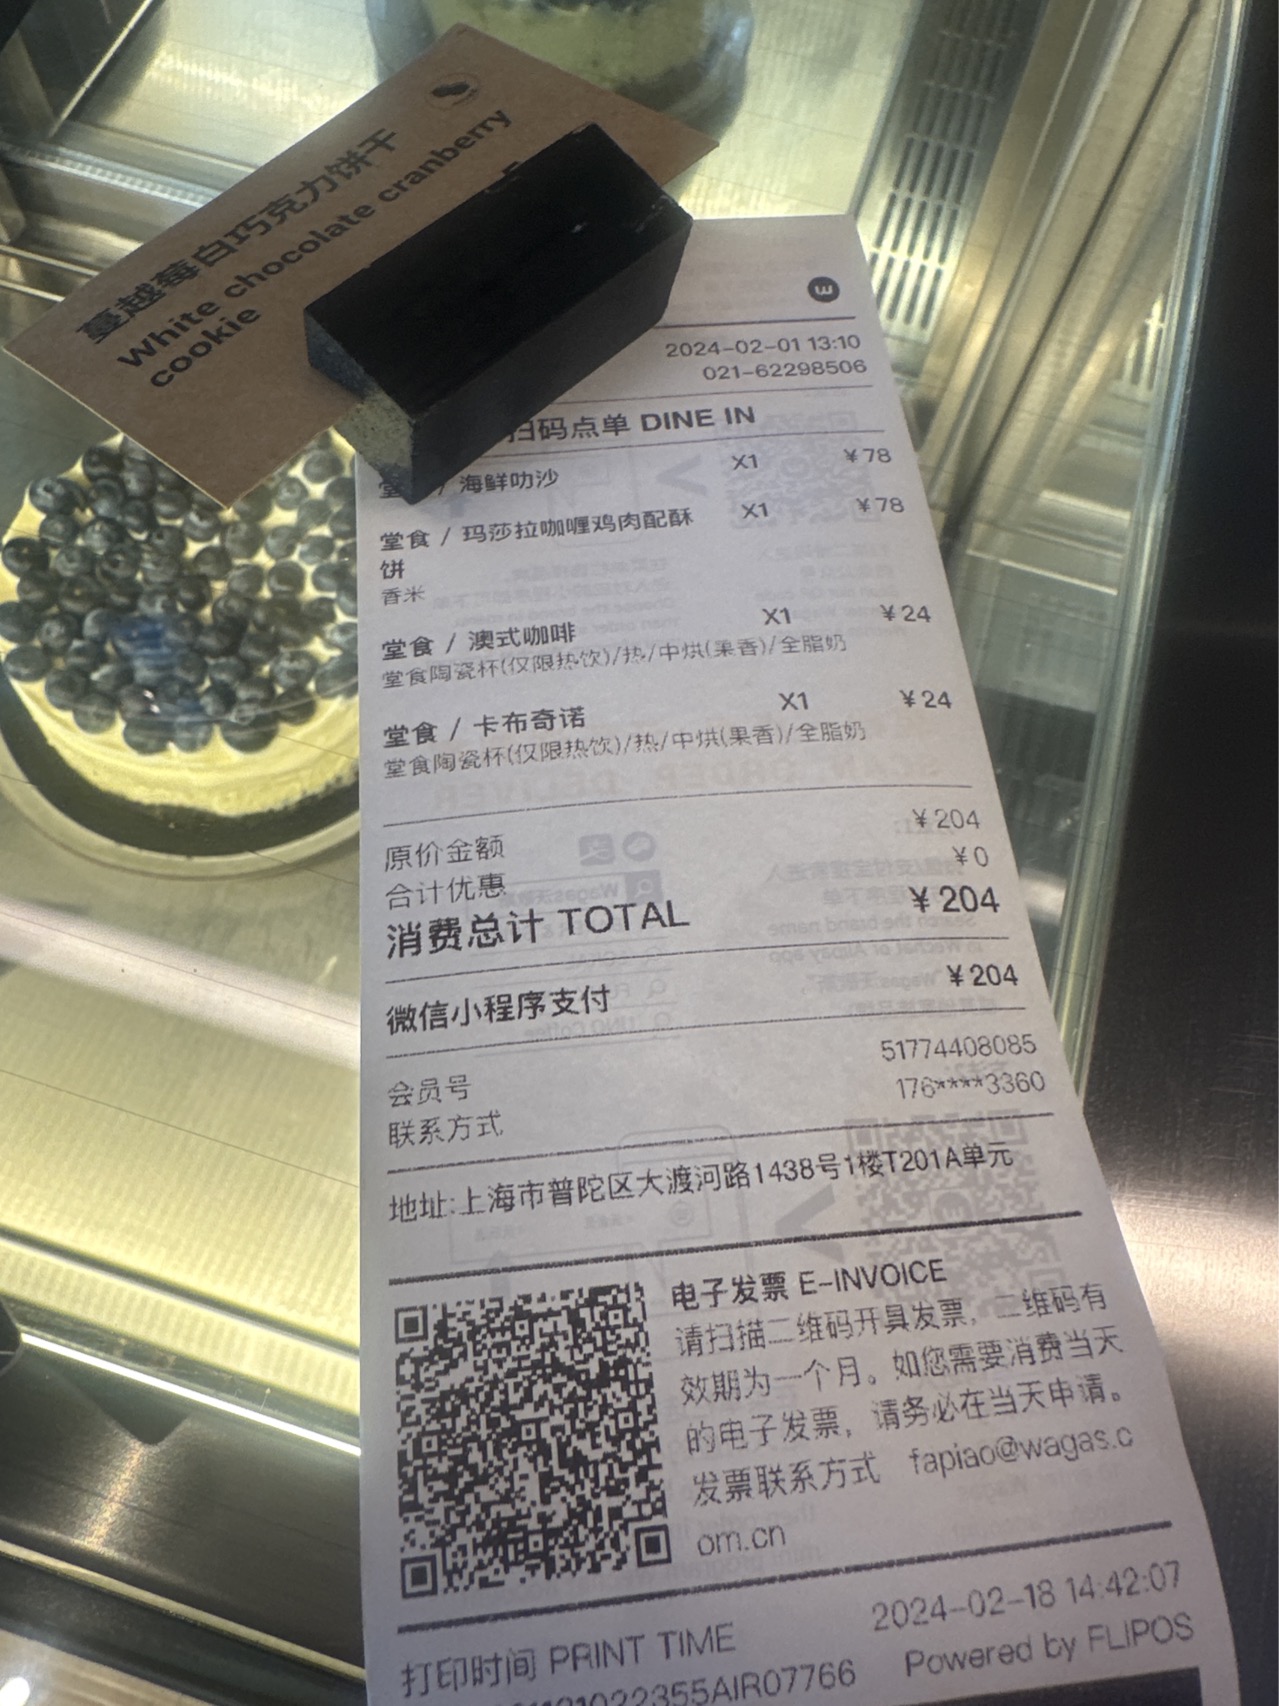 蔓越莓白巧克力饼干
White chocolate cranberry
cookie
2024-02-01 13:10
021-62298506
扫码点单 DINE IN
堂 / 海鲜叻沙 X1 ¥78
堂食 / 玛莎拉咖喱鸡肉配酥 X1 ¥78
饼
香米
堂食 / 澳式咖啡 X1 ¥24
堂食陶瓷杯(仅限热饮)/热/中烘(果香)/全脂奶
堂食 / 卡布奇诺 X1 ¥24
堂食陶瓷杯(仅限热饮)/热/中烘(果香)/全脂奶
原价金额 ¥204
合计优惠 ¥0
消费总计 TOTAL ¥204
微信小程序支付 ¥204
会员号 51774408085
联系方式 176****3360
地址:上海市普陀区大渡河路1438号1楼T201A单元
电子发票 E-INVOICE
请扫描二维码开具发票, 二维码有
效期为一个月。如您需要消费当天
的电子发票, 请务必在当天申请。
发票联系方式 fapiao@wagas.c
om.cn
打印时间 PRINT TIME 2024-02-18 14:42:07
Powered by FLIPOS